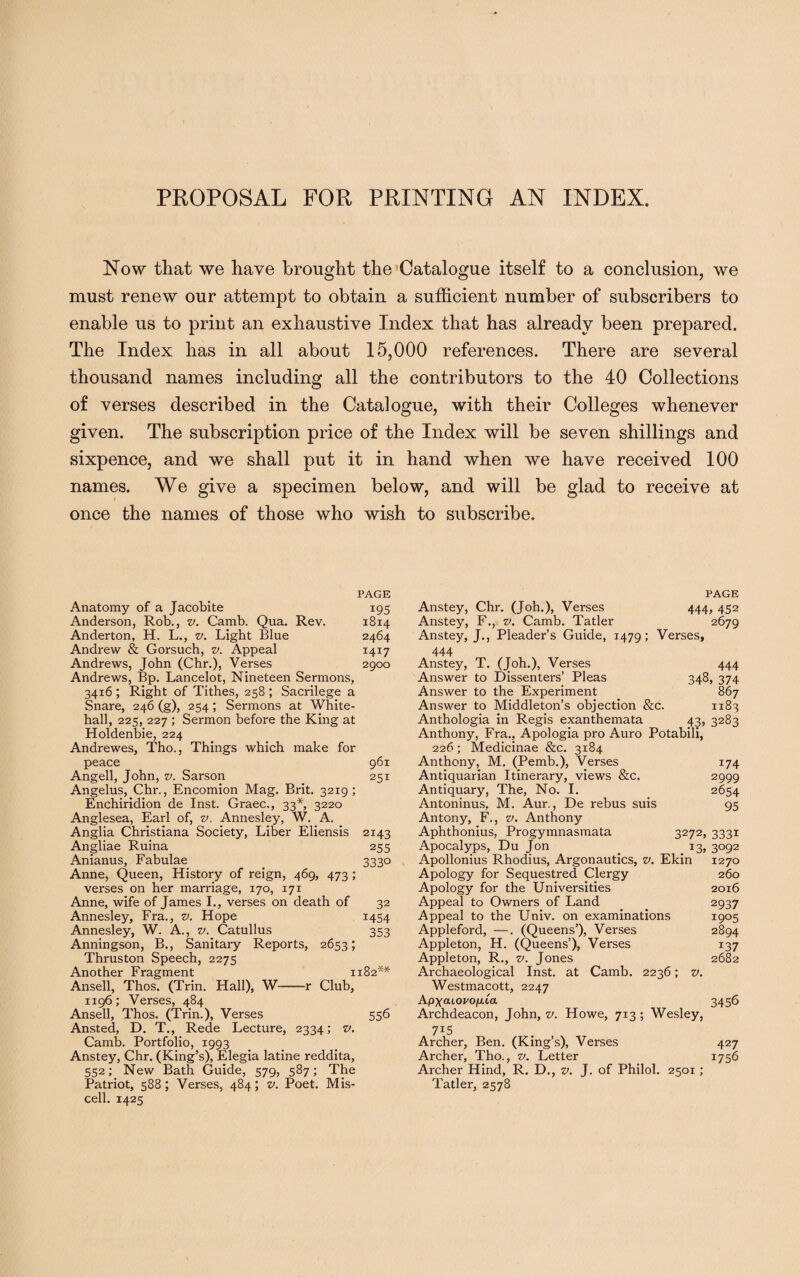 PROPOSAL FOR PRINTING AN INDEX.
Now that we have brought the Catalogue itself to a conclusion, we
must renew our attempt to obtain a sufficient number of subscribers to
enable us to print an exhaustive Index that has already been prepared.
The Index has in all about 15,000 references. There are several
thousand names including all the contributors to the 40 Collections
of verses described in the Catalogue, with their Colleges whenever
given. The subscription price of the Index will be seven shillings and
sixpence, and we shall put it in hand when we have received 100
names. We give a specimen below, and will be glad to receive at
once the names of those who wish to subscribe.
PAGE
Anatomy of a Jacobite 195
Anderson, Rob., v. Camb. Qua. Rev. 1814
Anderton, H. L., v. Light Blue 2464
Andrew & Gorsuch, v. Appeal 1417
Andrews, John (Chr.), Verses 2900
Andrews, Bp. Lancelot, Nineteen Sermons,
3416; Right of Tithes, 258; Sacrilege a
Snare, 246 (g), 254; Sermons at White-
hall, 225, 227; Sermon before the King at
Holdenbie, 224
Andrewes, Tho., Things which make for
peace 961
Angell, John, v. Sarson 251
Angelus, Chr., Encomion Mag. Brit. 3219;
Enchiridion de Inst. Graec., 33*, 3220
Anglesea, Earl of, v. Annesley, W. A.
Anglia Christiana Society, Liber Eliensis 2143
Angliae Ruina 255
Anianus, Fabulae 3330
Anne, Queen, History of reign, 469, 473;
verses on her marriage, 170, 171
Anne, wife of James I., verses on death of 32
Annesley, Fra., v. Hope 1454
Annesley, W. A., v. Catullus 353
Anningson, B., Sanitary Reports, 2653;
Thruston Speech, 2275
Another Fragment 1182**
Ansell, Thos. (Trin. Hall), W——r Club,
1196; Verses, 484
Ansell, Thos. (Trin.), Verses 556
Ansted, D. T., Rede Lecture, 2334; v.
Camb. Portfolio, 1993
Anstey, Chr. (King's), Elegia latine reddita,
552; New Bath Guide, 579, 587; The
Patriot, 588; Verses, 484; v. Poet. Mis-
cell. 1425
PAGE
Anstey, Chr. (Joh.), Verses 444, 452
Anstey, F., v. Camb. Tatler 2679
Anstey, J., Pleader's Guide, 1479; Verses,
444
Anstey, T. (Joh.), Verses 444
Answer to Dissenters' Pleas 348, 374
Answer to the Experiment 867
Answer to Middleton's objection &c. 1183
Anthologia in Regis exanthemata 43, 3283
Anthony, Fra., Apologia pro Auro Potabili,
226; Medicinae &c. 3184
Anthony, M. (Pemb.), Verses 174
Antiquarian Itinerary, views &c. 2999
Antiquary, The, No. I. 2654
Antoninus, M. Aur., De rebus suis 95
Antony, F., v. Anthony
Aphthonius, Progymnasmata 3272, 3331
Apocalyps, Du Jon 13, 3092
Apollonius Rhodius, Argonautics, v. Ekin 1270
Apology for Sequestred Clergy 260
Apology for the Universities 2016
Appeal to Owners of Land 2937
Appeal to the Univ. on examinations 1905
Appleford, —. (Queens'), Verses 2894
Appleton, H. (Queens'), Verses 137
Appleton, R., v. Jones 2682
Archaeological Inst. at Camb. 2236; v.
Westmacott, 2247
Αρχαιονομία 3456
Archdeacon, John, v. Howe, 713; Wesley,
715
Archer, Ben. (King's), Verses 427
Archer, Tho., v. Letter 1756
Archer Hind, R. D., v. J. of Philol. 2501;
Tatler, 2578